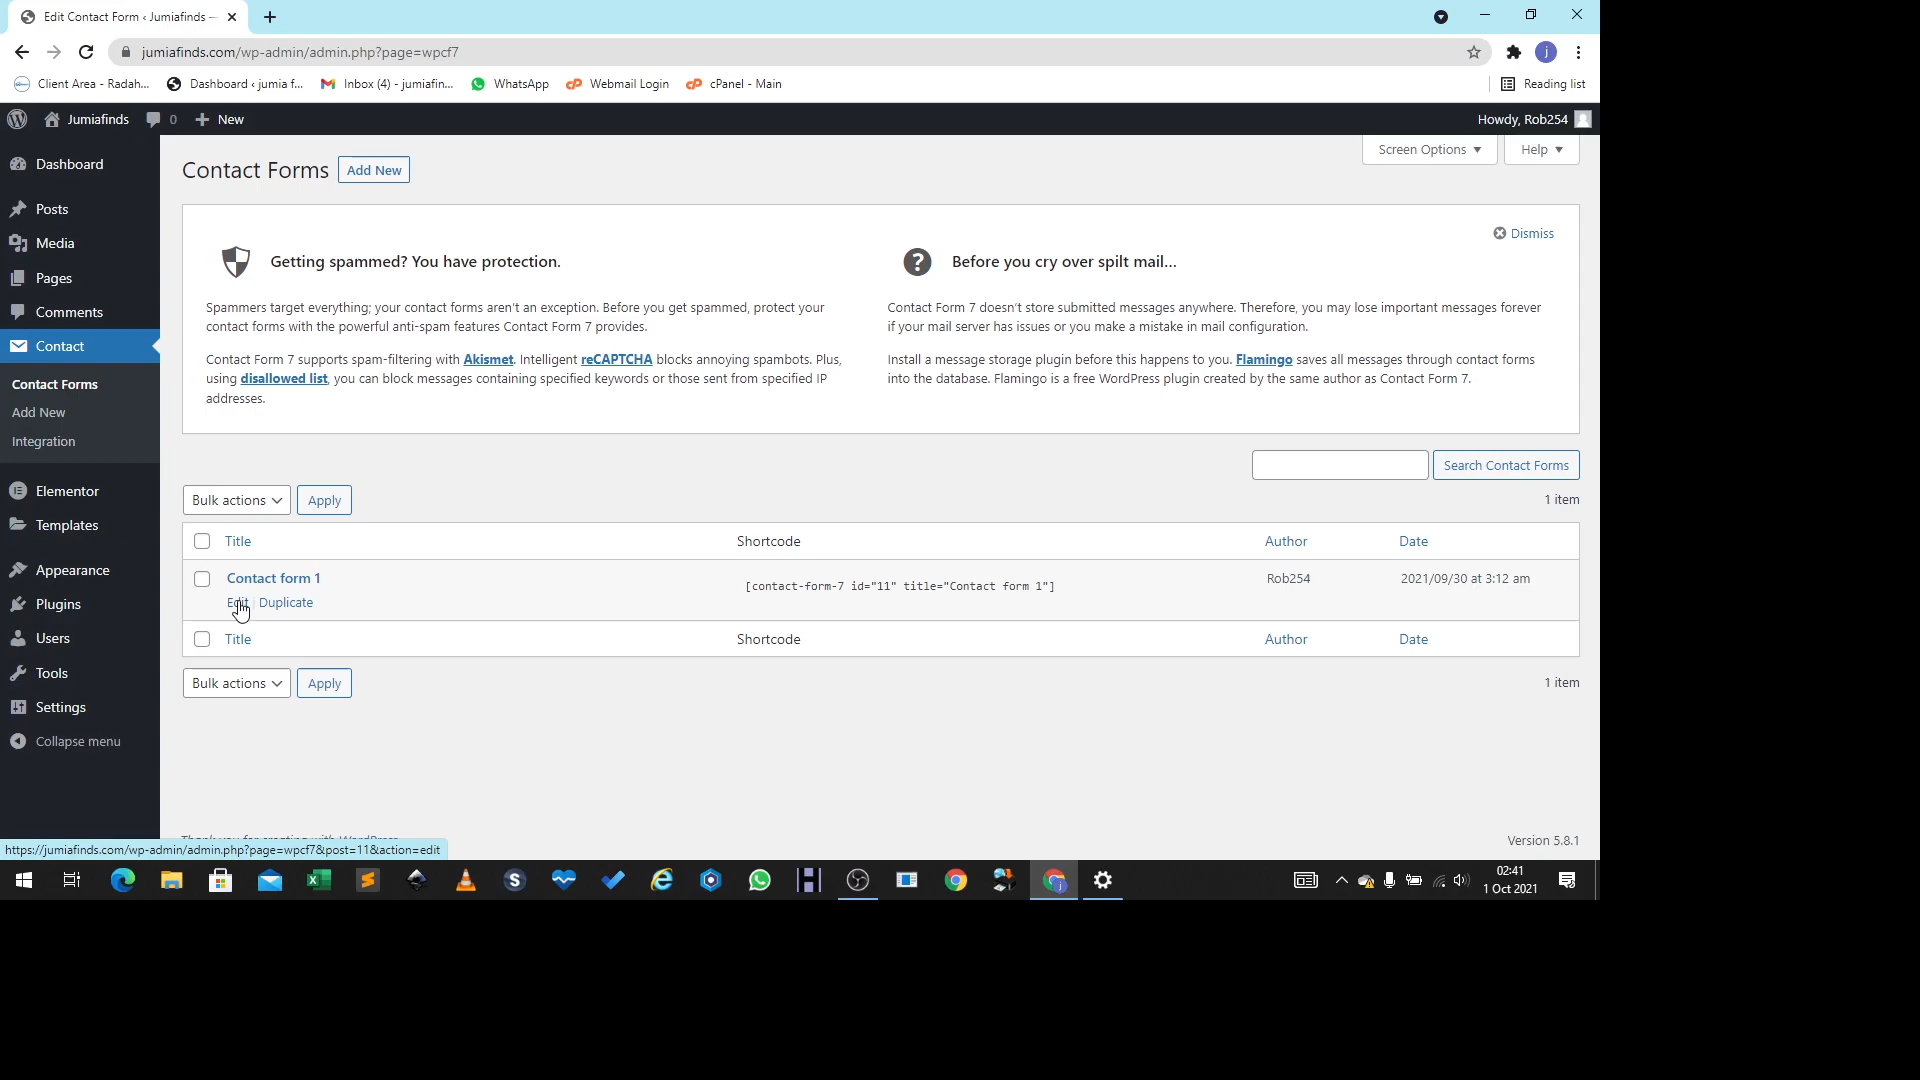 Edit Contact Form ‹ Jumiafinds —
jumiafinds.com/wp-admin/admin.php?page=wpcf7
j
Client Area - Radah...
Dashboard ‹ jumia f...
Inbox (4) - jumiafin...
WhatsApp
Webmail Login
cPanel - Main
Reading list
Jumiafinds
0
New
Howdy, Rob254
Screen Options
Help
Dashboard
Posts
Media
Pages
Comments
Contact
Contact Forms
Add New
Integration
Elementor
Templates
Appearance
Plugins
Users
Tools
Settings
Collapse menu
Contact Forms
Add New
Dismiss
Getting spammed? You have protection.
Spammers target everything; your contact forms aren't an exception. Before you get spammed, protect your
contact forms with the powerful anti-spam features Contact Form 7 provides.
Contact Form 7 supports spam-filtering with Akismet. Intelligent reCAPTCHA blocks annoying spambots. Plus,
using disallowed list, you can block messages containing specified keywords or those sent from specified IP
addresses.
Before you cry over spilt mail...
Contact Form 7 doesn't store submitted messages anywhere. Therefore, you may lose important messages forever
if your mail server has issues or you make a mistake in mail configuration.
Install a message storage plugin before this happens to you. Flamingo saves all messages through contact forms
into the database. Flamingo is a free WordPress plugin created by the same author as Contact Form 7.
Search Contact Forms
Bulk actions
Apply
1 item
Title
Shortcode
Author
Date
Contact form 1
[contact-form-7 id="11" title="Contact form 1"]
Rob254
2021/09/30 at 3:12 am
Edit | Duplicate
Title
Shortcode
Author
Date
Bulk actions
Apply
1 item
Version 5.8.1
https://jumiafinds.com/wp-admin/admin.php?page=wpcf7&post=11&action=edit
02:41
1 Oct 2021